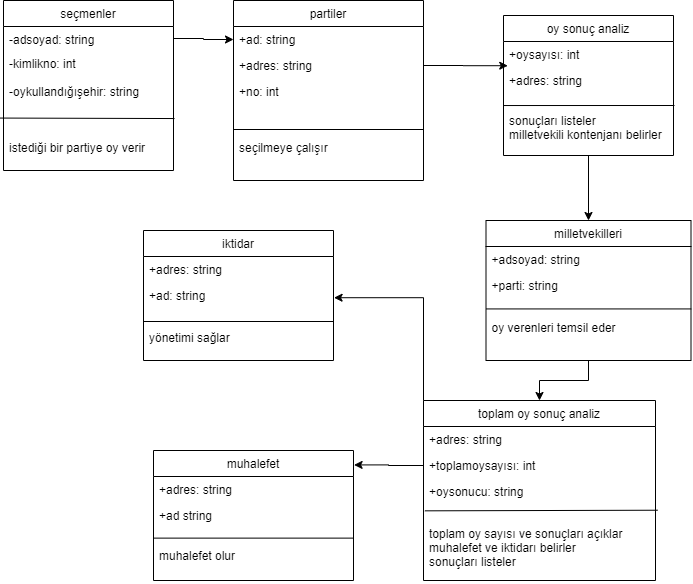 seçmenler
-adsoyad: string
-kimlikno: int
-oykullandığışehir: string
istediği bir partiye oy verir
partiler
+ad: string
+adres: string
+no: int
seçilmeye çalışır
oy sonuç analiz
+oysayısı: int
+adres: string
sonuçları listeler
milletvekili kontenjanı belirler
milletvekilleri
+adsoyad: string
+parti: string
oy verenleri temsil eder
iktidar
+adres: string
+ad: string
yönetimi sağlar
toplam oy sonuç analiz
+adres: string
+toplamoysayısı: int
+oysonucu: string
toplam oy sayısı ve sonuçları açıklar
muhalefet ve iktidarı belirler
sonuçları listeler
muhalefet
+adres: string
+ad string
muhalefet olur